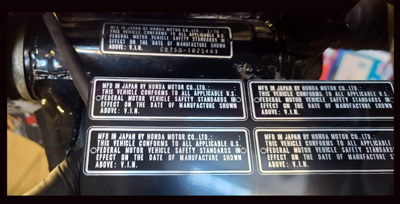 MFD IN JAPAN BY HONDA MOTOR CO.,LTD
THIS VEHICLE CONFORMS TO ALL APPLICABLE U.S.
FEDERAL MOTOR VEHICLE SAFETY STANDARDS IN
EFFECT ON THE DATE OF MANUFACTURE SHOWN
ABOVE: V.I.N.
MFD IN JAPAN BY HONDA MOTOR CO.,LTD.:
THIS VEHICLE CONFORMS TO ALL APPLICABLE U.S.
FEDERAL MOTOR VEHICLE SAFETY STANDARDS IN
EFFECT ON THE DATE OF MANUFACTURE SHOWN
ABOVE: V.I.N.
MFD IN JAPAN BY HONDA MOTOR CO.,LTD.:
THIS VEHICLE CONFORMS TO ALL APPLICABLE U.S.
FEDERAL MOTOR VEHICLE SAFETY STANDARDS IN
EFFECT ON THE DATE OF MANUFACTURE SHOWN
ABOVE: V.I.N.
MFD IN JAPAN BY HONDA MOTOR CO.,LTD.:
THIS VEHICLE CONFORMS TO ALL APPLICABLE U.S.
FEDERAL MOTOR VEHICLE SAFETY STANDARDS IN
EFFECT ON THE DATE OF MANUFACTURE SHOWN
ABOVE: V.I.N.
MFD IN JAPAN BY HONDA MOTOR CO.,LTD.:
THIS VEHICLE CONFORMS TO ALL APPLICABLE
FEDERAL MOTOR VEHICLE SAFETY STANDARDS
EFFECT ON THE DATE OF MANUFACTURE SHOWN
ABOVE: V.I.N.